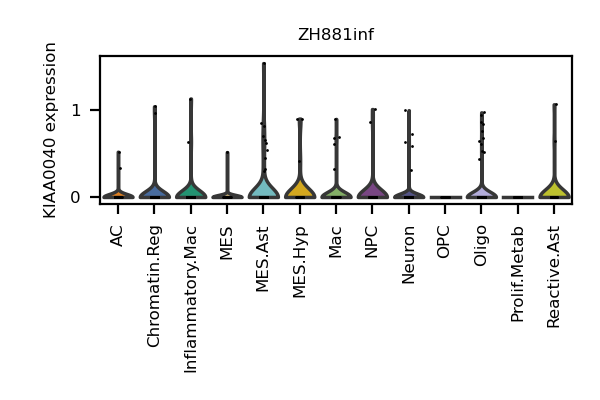 ZH881inf
KIAA0040 expression
1
0
AC
Chromatin.Reg
Inflammatory.Mac
MES
MES.Ast
MES.Hyp
Mac
NPC
Neuron
OPC
Oligo
Prolif.Metab
Reactive.Ast